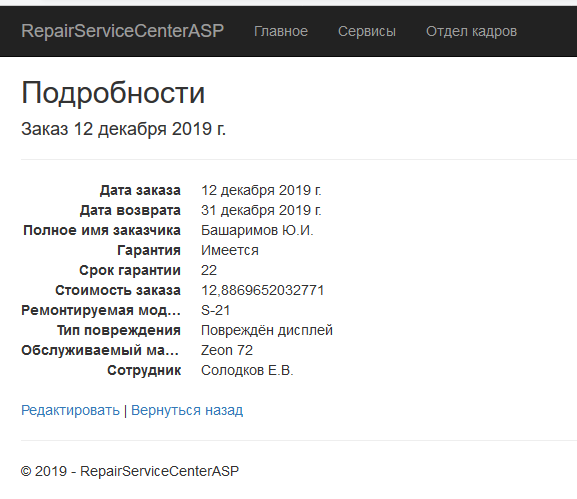 RepairServiceCenterASP Главное Сервисы Отдел кадров
Подробности
Заказ 12 декабря 2019 г.
Дата заказа 12 декабря 2019 г.
Дата возврата 31 декабря 2019 г.
Полное имя заказчика Башаримов Ю.И.
Гарантия Имеется
Срок гарантии 22
Стоимость заказа 12,8869652032771
Ремонтируемая мод... S-21
Тип повреждения Повреждён дисплей
Обслуживаемый ма... Zeon 72
Сотрудник Солодков Е.В.
Редактировать | Вернуться назад
© 2019 - RepairServiceCenterASP